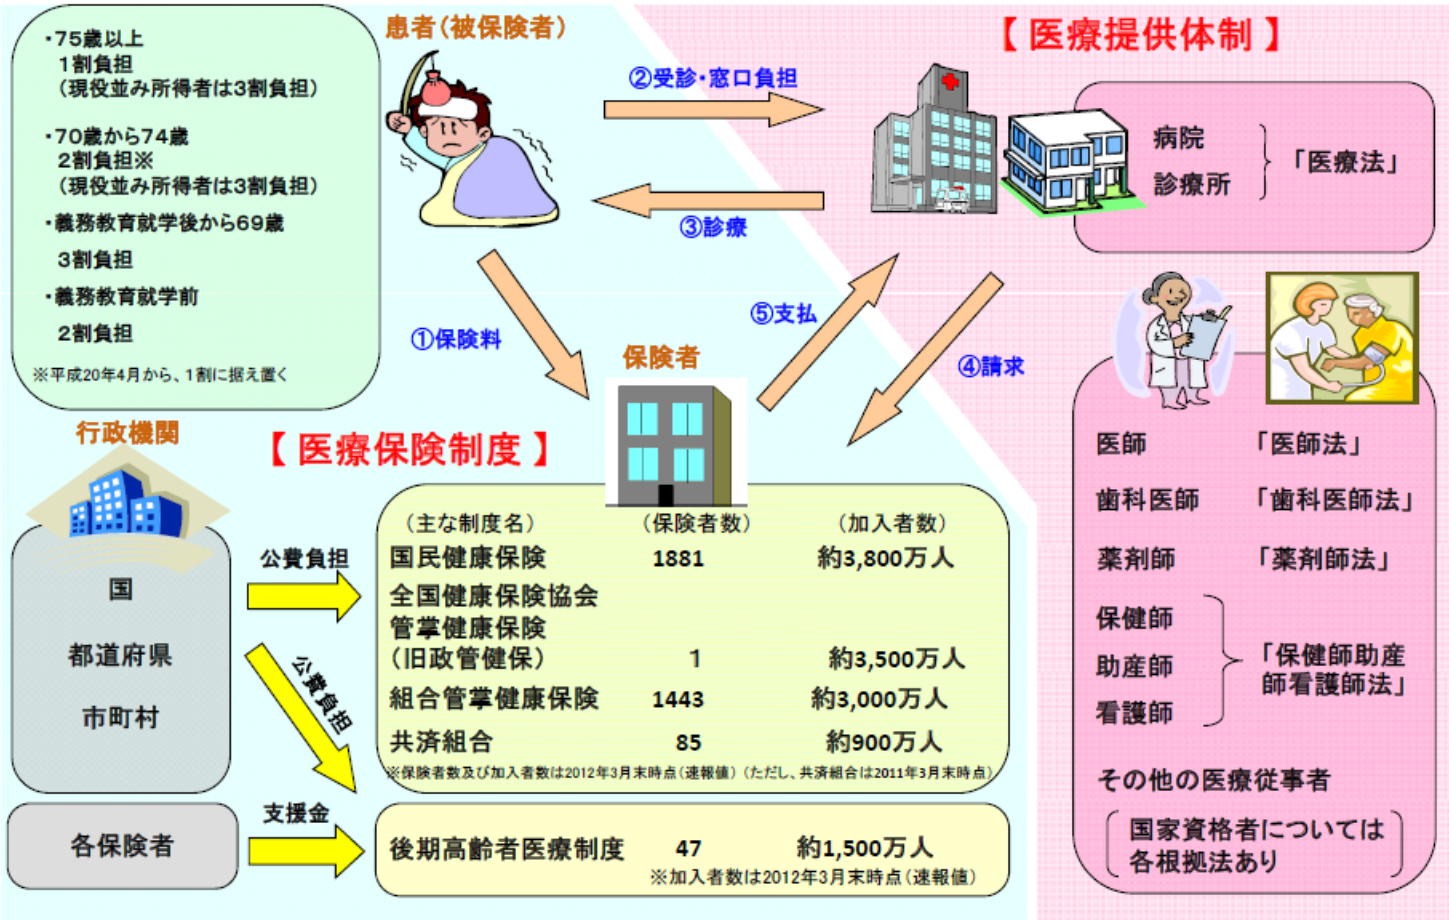 ・75歳以上
1割負担
（現役並み所得者は3割負担）
・70歳から74歳
2割負担※
（現役並み所得者は3割負担）
・義務教育就学後から69歳
3割負担
・義務教育就学前
2割負担
※平成20年4月から、1割に据え置く
患者（被保険者）
②受診・窓口負担
③診療
①保険料
⑤支払
④請求
【 医療提供体制 】
病院
診療所
「医療法」
保険者
行政機関
【 医療保険制度 】
国
都道府県
市町村
公費負担
公費負担
（主な制度名） （保険者数） （加入者数）
国民健康保険 1881 約3,800万人
全国健康保険協会
管掌健康保険
（旧政管健保） 1 約3,500万人
組合管掌健康保険 1443 約3,000万人
共済組合 85 約900万人
※保険者数及び加入者数は2012年3月末時点（速報値）（ただし、共済組合は2011年3月末時点）
各保険者
支援金
後期高齢者医療制度 47 約1,500万人
※加入者数は2012年3月末時点（速報値）
医師 「医師法」
歯科医師 「歯科医師法」
薬剤師 「薬剤師法」
保健師
助産師
看護師
「保健師助産
師看護師法」
その他の医療従事者
国家資格者については
各根拠法あり